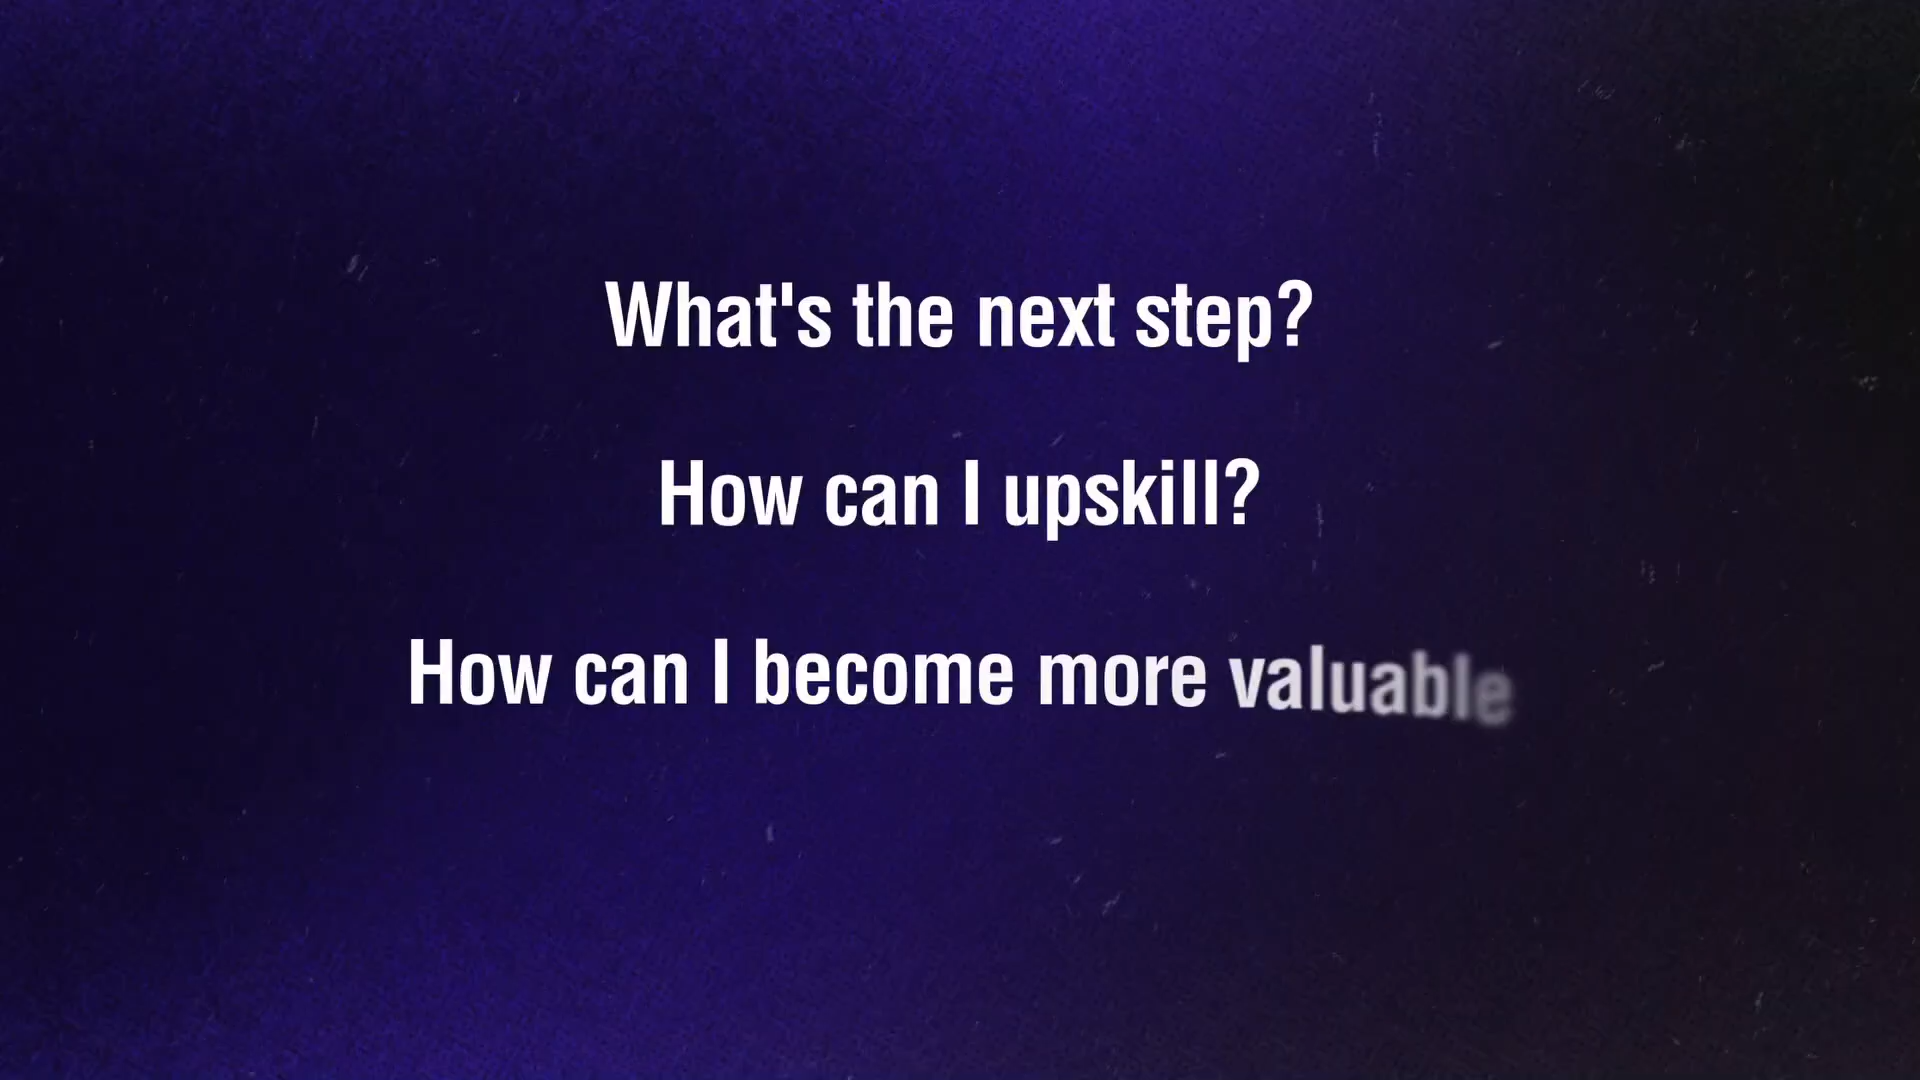 What's the next step?
How can I upskill?
How can I become more valuable